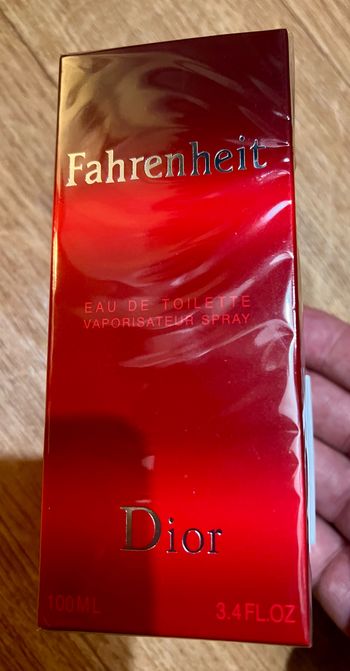 Fahrenheit
EAU DE TOILETTE
VAPORISATEUR SPRAY
Dior
100 ML 3.4 FL.OZ